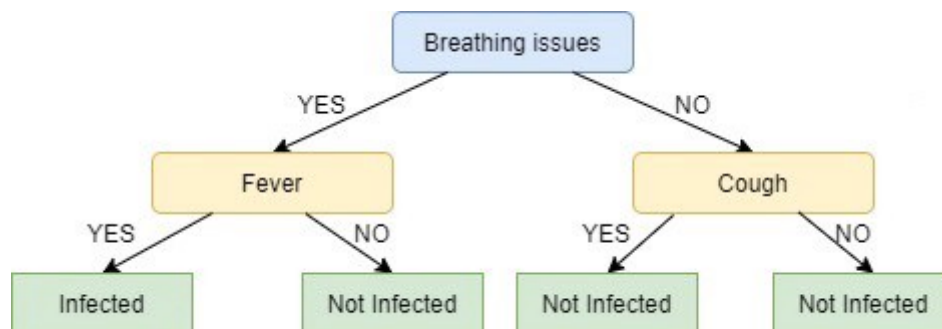 Breathing issues
YES
NO
Fever
Cough
YES
NO
YES
NO
Infected
Not Infected
Not Infected
Not Infected